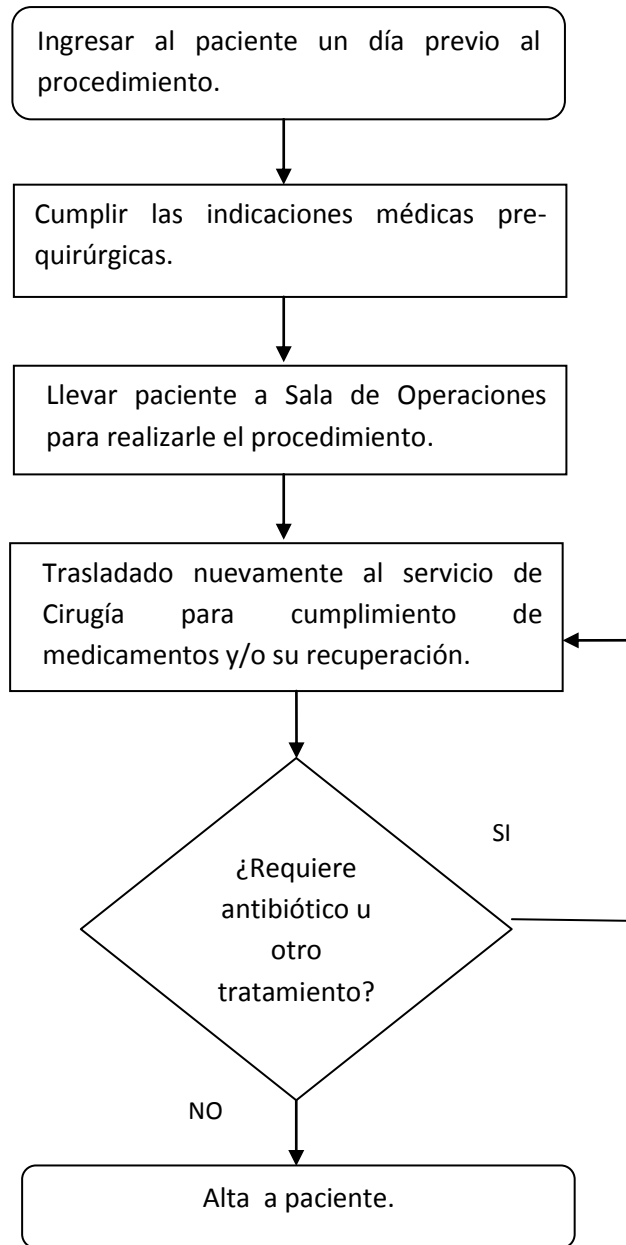 Ingresar al paciente un día previo al
procedimiento.
Cumplir las indicaciones médicas pre-
quirúrgicas.
Llevar paciente a Sala de Operaciones
para realizarle el procedimiento.
Trasladado nuevamente al servicio de
Cirugía para cumplimiento de
medicamentos y/o su recuperación.
SI
¿Requiere
antibiótico u
otro
tratamiento?
NO
Alta a paciente.